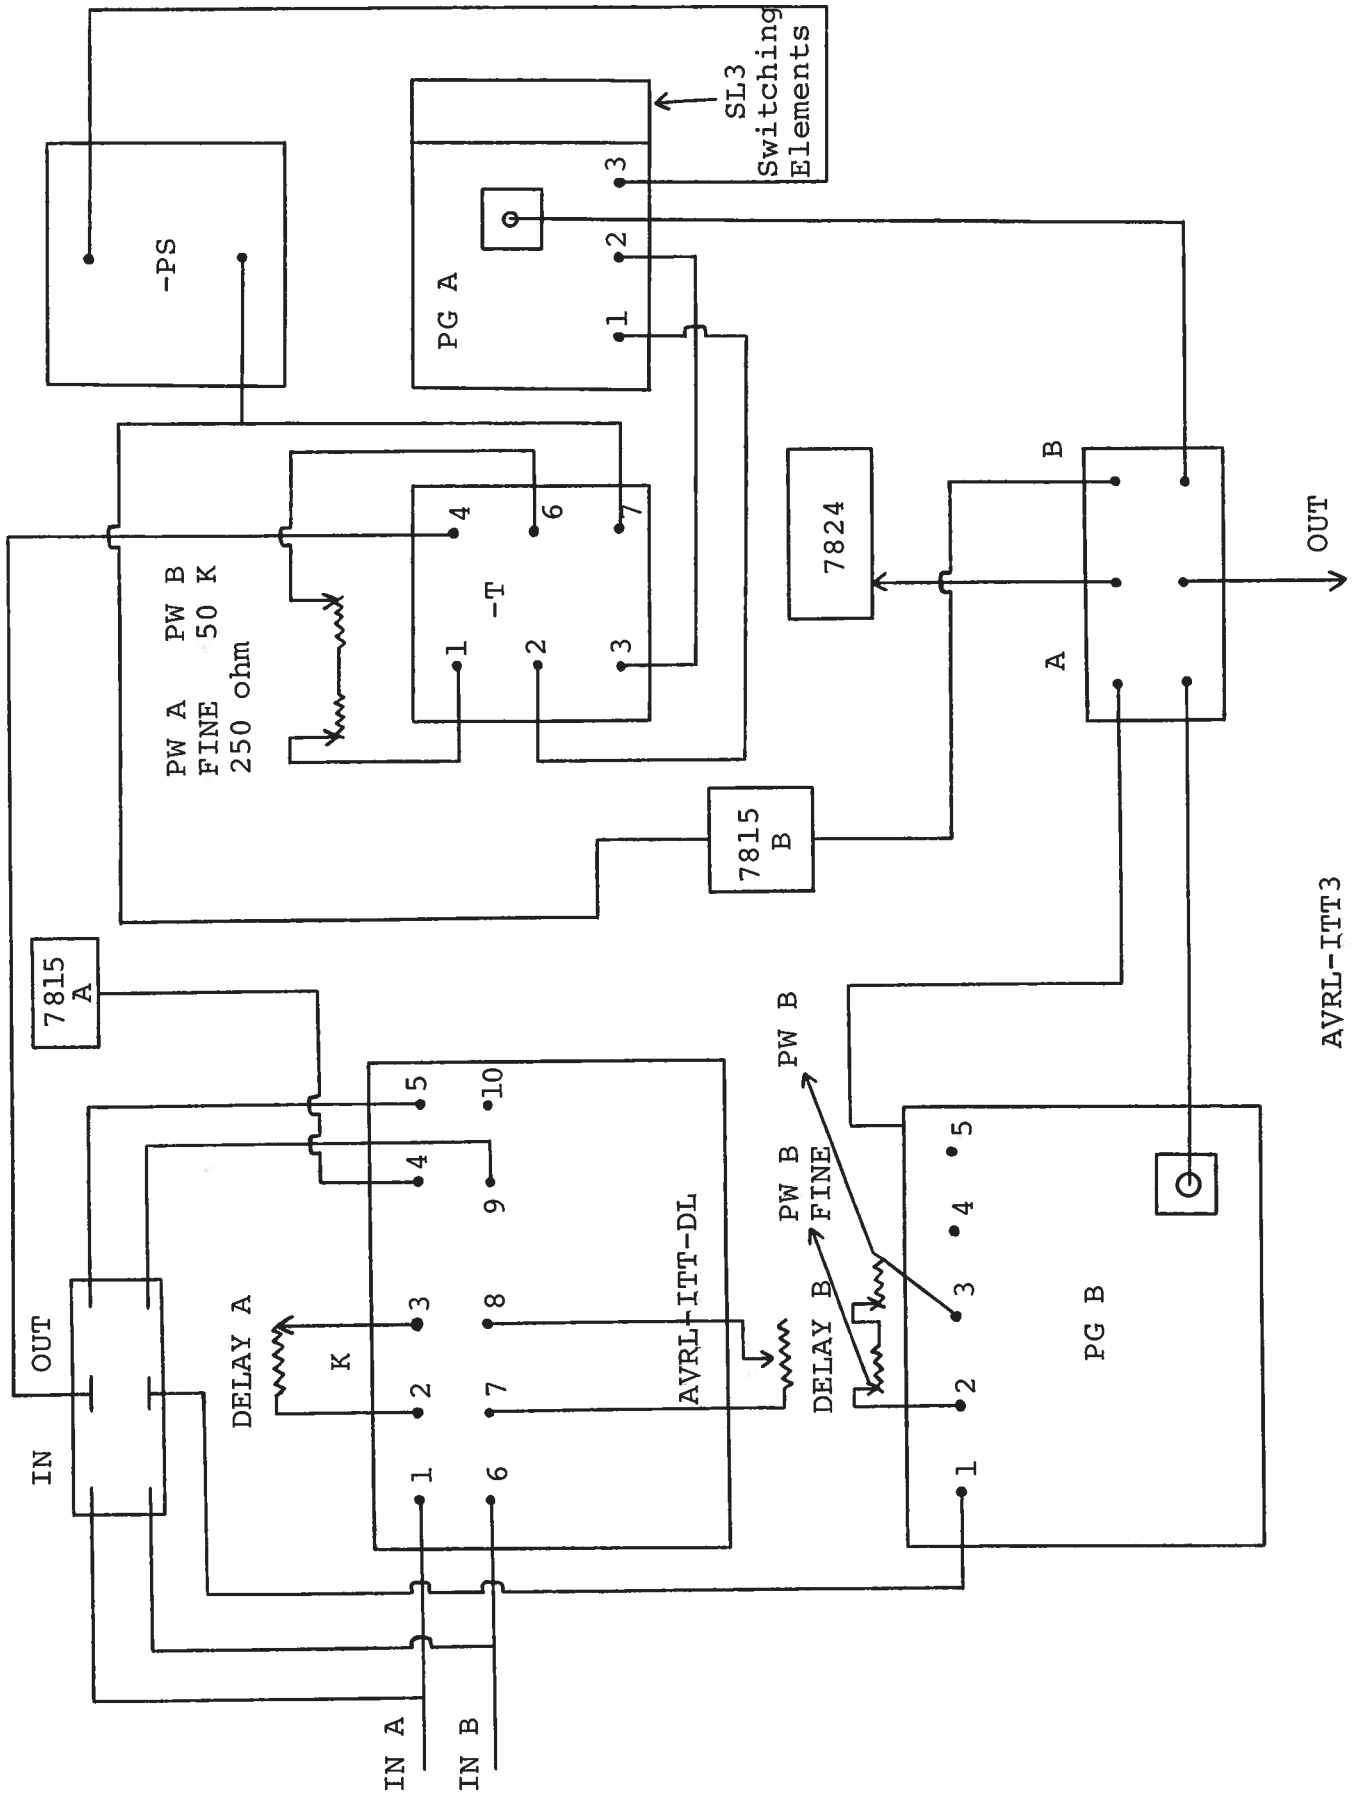 IN
OUT
7815
A
-PS
DELAY A
PW A
PW B
FINE
50 K
250 ohm
K
1
2
3
4
5
6
7
8
9
10
AVRL-ITT-DL
IN A
IN B
-T
1
2
3
4
6
7
PG A
1
2
3
SL3
Switching
Elements
7815
B
7824
DELAY B
PW B
FINE
PW B
1
2
3
4
5
PG B
A
B
OUT
AVRL-ITT3